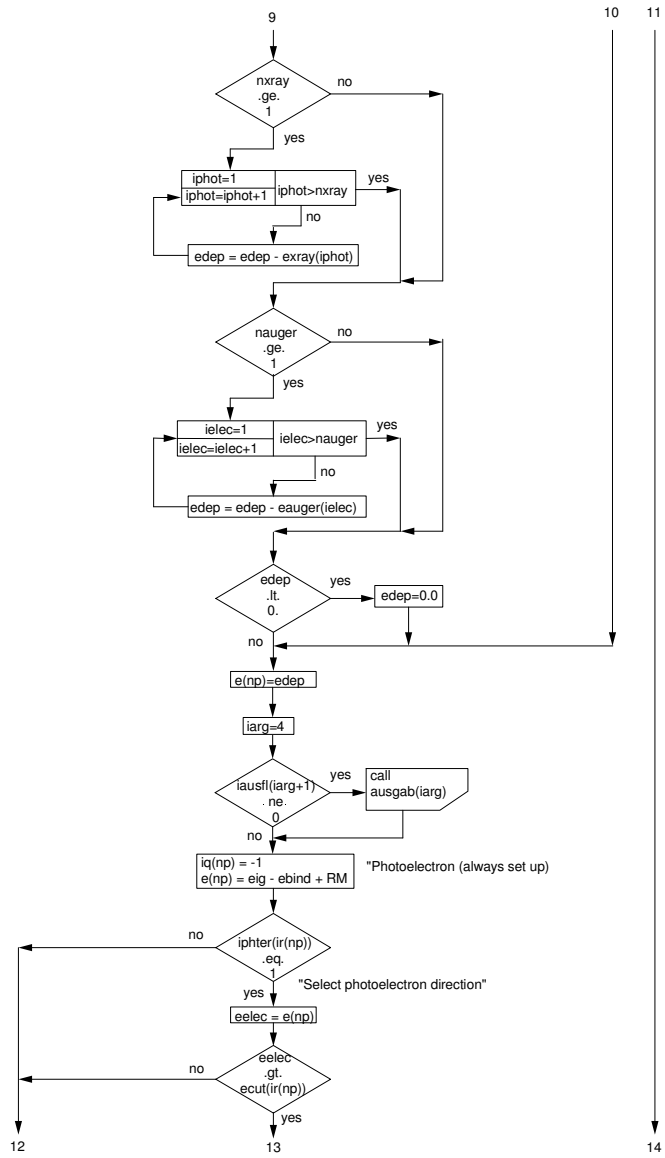 9
10
11
nxray
.ge.
1
no
yes
iphot=1
iphot=iphot+1
iphot>nxray
yes
no
edep = edep - exray(iphot)
nauger
.ge.
1
no
yes
ielec=1
ielec=ielec+1
ielec>nauger
yes
no
edep = edep - eauger(ielec)
edep
.lt.
0.
yes
edep=0.0
no
e(np)=edep
iarg=4
iausfl(iarg+1)
. ne.
0
yes
call
ausgab(iarg)
no
iq(np) = -1
e(np) = eig - ebind + RM
"Photoelectron (always set up)
iphter(ir(np))
.eq.
1
no
"Select photoelectron direction"
yes
eelec = e(np)
eelec
.gt.
ecut(ir(np))
no
yes
12
13
14